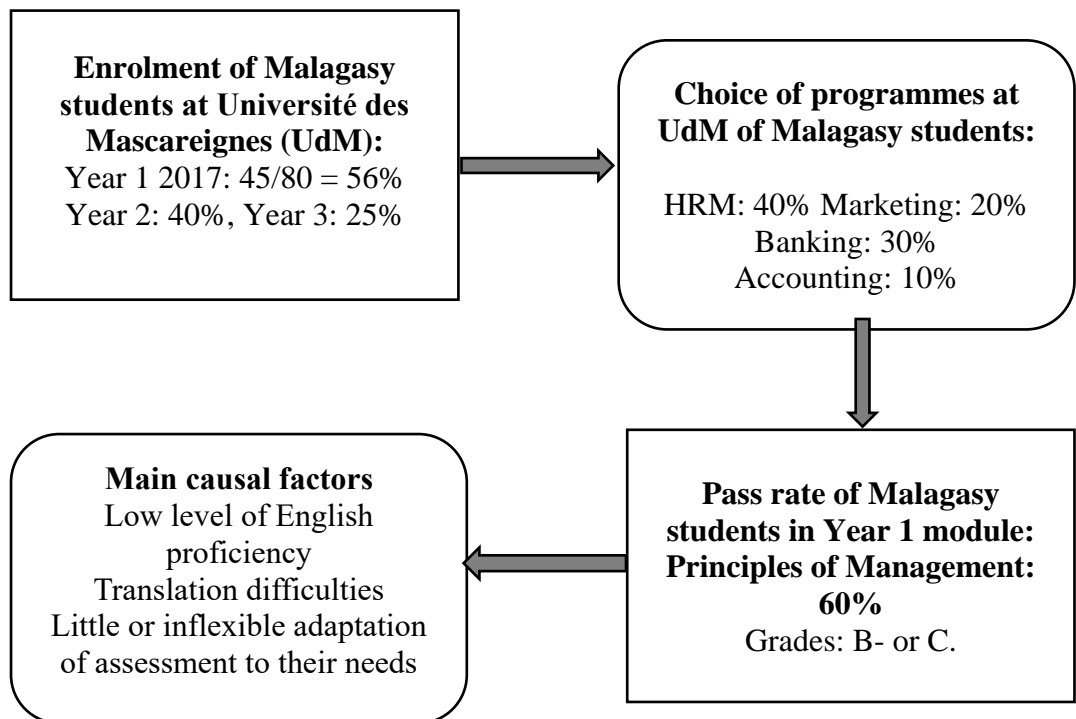 Enrolment of Malagasy
students at Université des
Mascareignes (UdM):
Year 1 2017: 45/80 = 56%
Year 2: 40%, Year 3: 25%
Choice of programmes at
UdM of Malagasy students:
HRM: 40% Marketing: 20%
Banking: 30%
Accounting: 10%
Pass rate of Malagasy
students in Year 1 module:
Principles of Management:
60%
Grades: B- or C.
Main causal factors
Low level of English
proficiency
Translation difficulties
Little or inflexible adaptation
of assessment to their needs